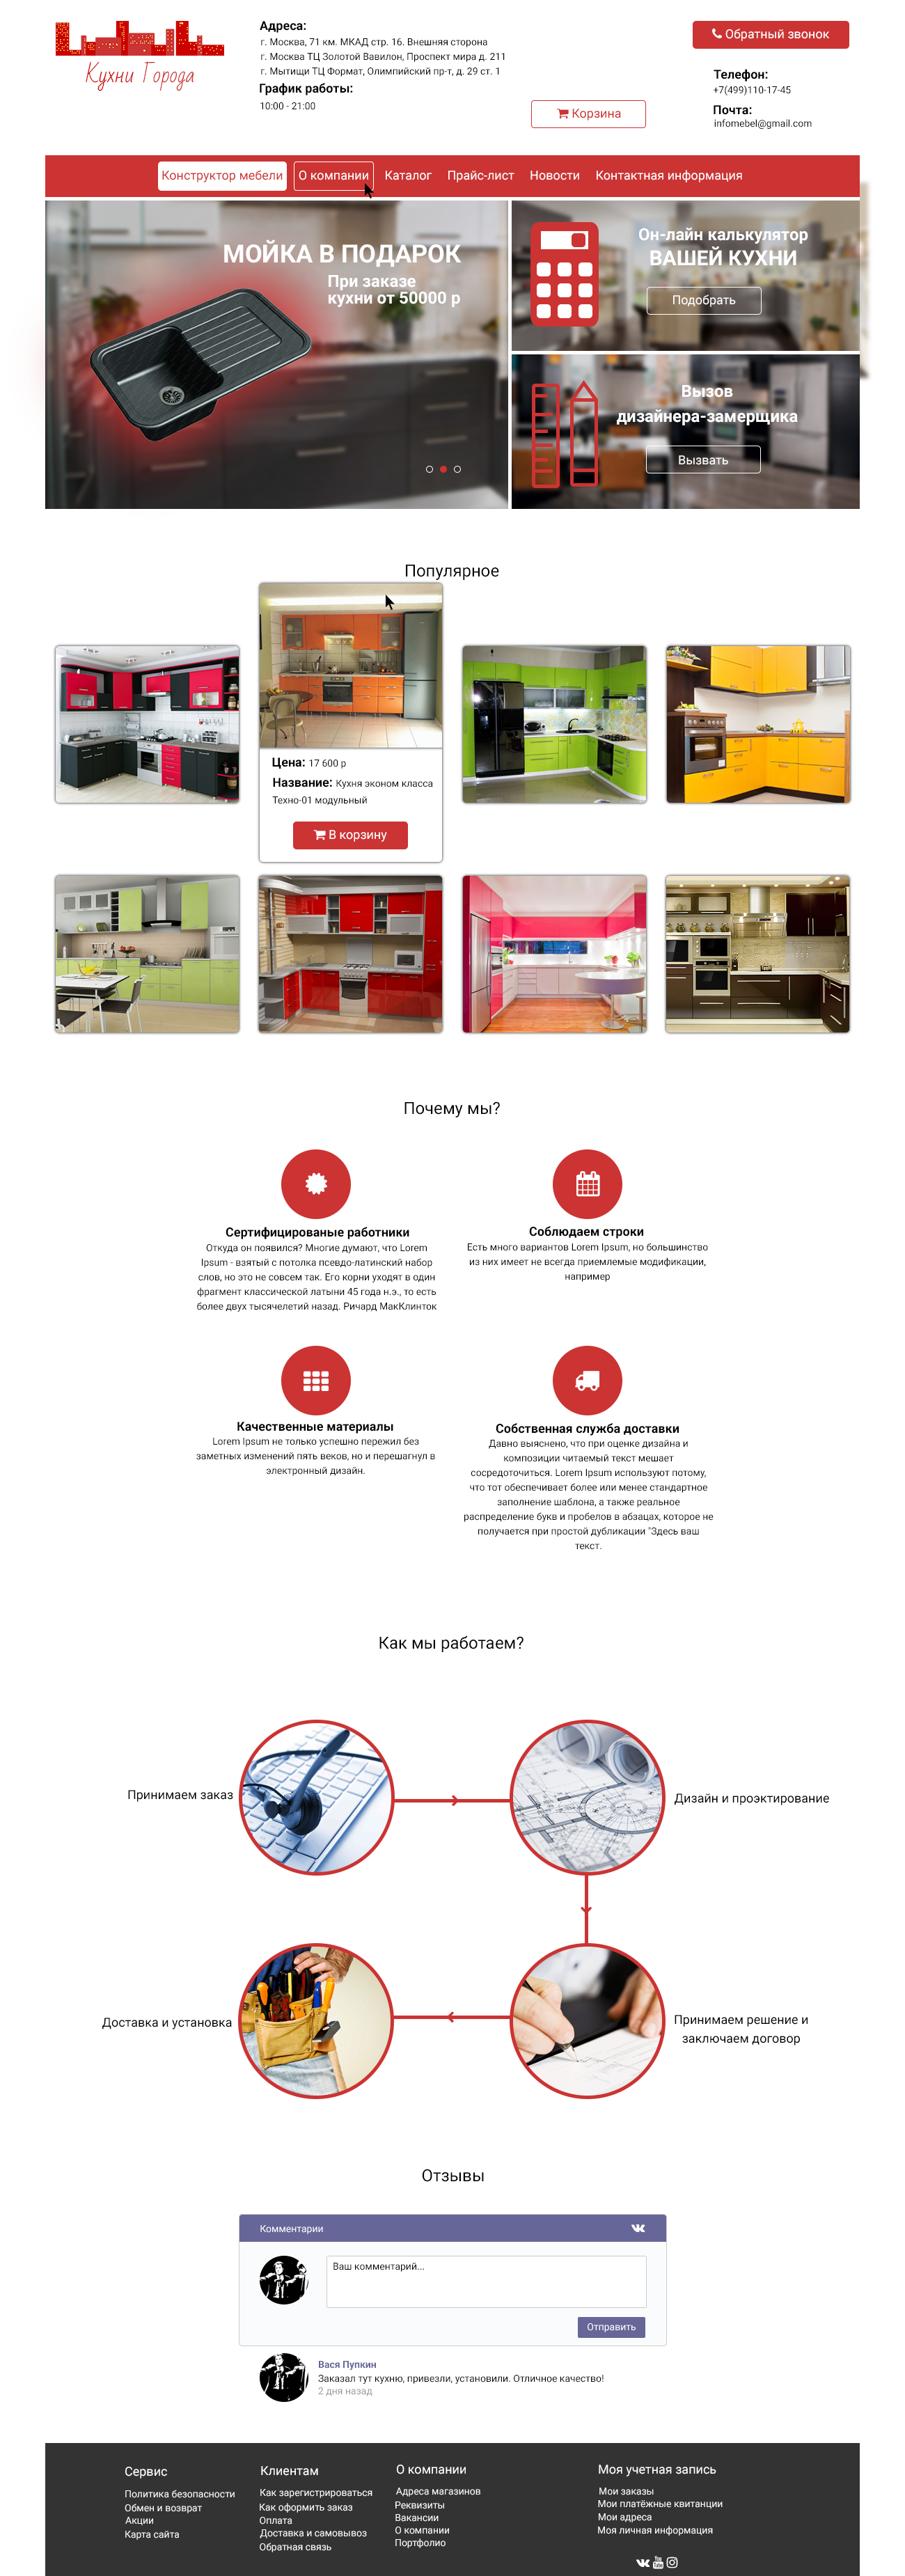 Кухни Города
Адреса:
г. Москва, 71 км. МКАД стр. 16. Внешняя сторона
г. Москва ТЦ Золотой Вавилон, Проспект мира д. 211
г. Мытищи ТЦ Формат, Олимпийский пр-т, д. 29 ст. 1
График работы:
10:00 - 21:00
Корзина
Обратный звонок
Телефон:
+7(499)110-17-45
Почта:
infomebel@gmail.com
Конструктор мебели О компании Каталог Прайс-лист Новости Контактная информация
МОЙКА В ПОДАРОК
При заказе
кухни от 50000 р
Он-лайн калькулятор
ВАШЕЙ КУХНИ
Подобрать
Вызов
дизайнера-замерщика
Вызвать
Популярное
Цена: 17 600 р
Название: Кухня эконом класса
Техно-01 модульный
В корзину
Почему мы?
Сертифицированые работники
Откуда он появился? Многие думают, что Lorem
Ipsum - взятый с потолка псевдо-латинский набор
слов, но это не совсем так. Его корни уходят в один
фрагмент классической латыни 45 года н.э., то есть
более двух тысячелетий назад. Ричард МакКлинток
Соблюдаем строки
Есть много вариантов Lorem Ipsum, но большинство
из них имеет не всегда приемлемые модификации,
например
Качественные материалы
Lorem Ipsum не только успешно пережил без
заметных изменений пять веков, но и перешагнул в
электронный дизайн.
Собственная служба доставки
Давно выяснено, что при оценке дизайна и
композиции читаемый текст мешает
сосредоточиться. Lorem Ipsum используют потому,
что тот обеспечивает более или менее стандартное
заполнение шаблона, а также реальное
распределение букв и пробелов в абзацах, которое не
получается при простой дубликации "Здесь ваш
текст.
Как мы работаем?
Принимаем заказ
Дизайн и проэктирование
Доставка и установка
Принимаем решение и
заключаем договор
Отзывы
Комментарии
Ваш комментарий...
Отправить
Вася Пупкин
Заказал тут кухню, привезли, установили. Отличное качество!
2 дня назад
Сервис
Политика безопасности
Обмен и возврат
Акции
Карта сайта
Клиентам
Как зарегистрироваться
Как оформить заказ
Оплата
Доставка и самовывоз
Обратная связь
О компании
Адреса магазинов
Реквизиты
Вакансии
О компании
Портфолио
Моя учетная запись
Мои заказы
Мои платёжные квитанции
Мои адреса
Моя личная информация